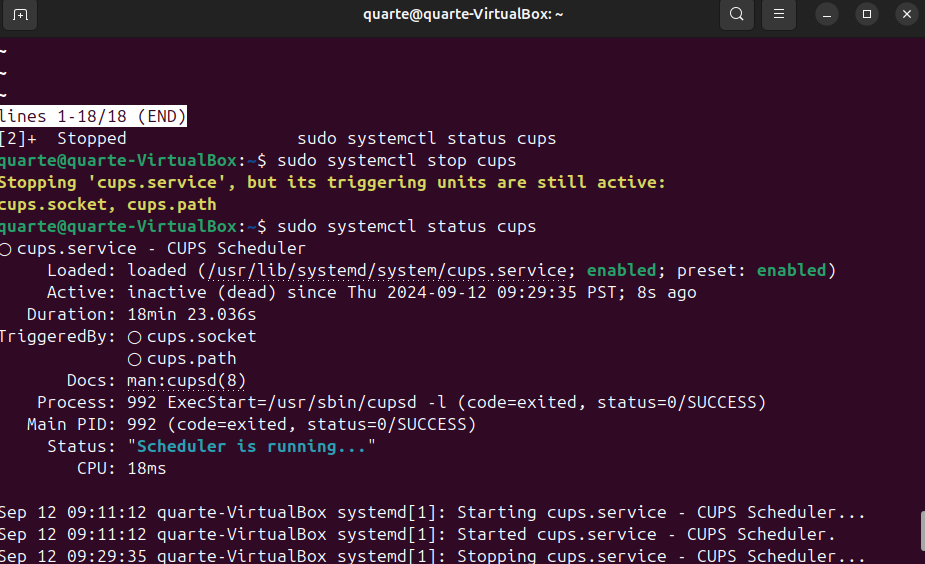 quarte@quarte-VirtualBox: ~
~
~
~
lines 1-18/18 (END)
[2]+  Stopped                 sudo systemctl status cups
quarte@quarte-VirtualBox:~$ sudo systemctl stop cups
Stopping 'cups.service', but its triggering units are still active:
cups.socket, cups.path
quarte@quarte-VirtualBox:~$ sudo systemctl status cups
○ cups.service - CUPS Scheduler
     Loaded: loaded (/usr/lib/systemd/system/cups.service; enabled; preset: enabled)
     Active: inactive (dead) since Thu 2024-09-12 09:29:35 PST; 8s ago
   Duration: 18min 23.036s
TriggeredBy: ○ cups.socket
             ○ cups.path
       Docs: man:cupsd(8)
    Process: 992 ExecStart=/usr/sbin/cupsd -l (code=exited, status=0/SUCCESS)
   Main PID: 992 (code=exited, status=0/SUCCESS)
     Status: "Scheduler is running..."
        CPU: 18ms

Sep 12 09:11:12 quarte-VirtualBox systemd[1]: Starting cups.service - CUPS Scheduler...
Sep 12 09:11:12 quarte-VirtualBox systemd[1]: Started cups.service - CUPS Scheduler.
Sep 12 09:29:35 quarte-VirtualBox systemd[1]: Stopping cups.service - CUPS Scheduler...